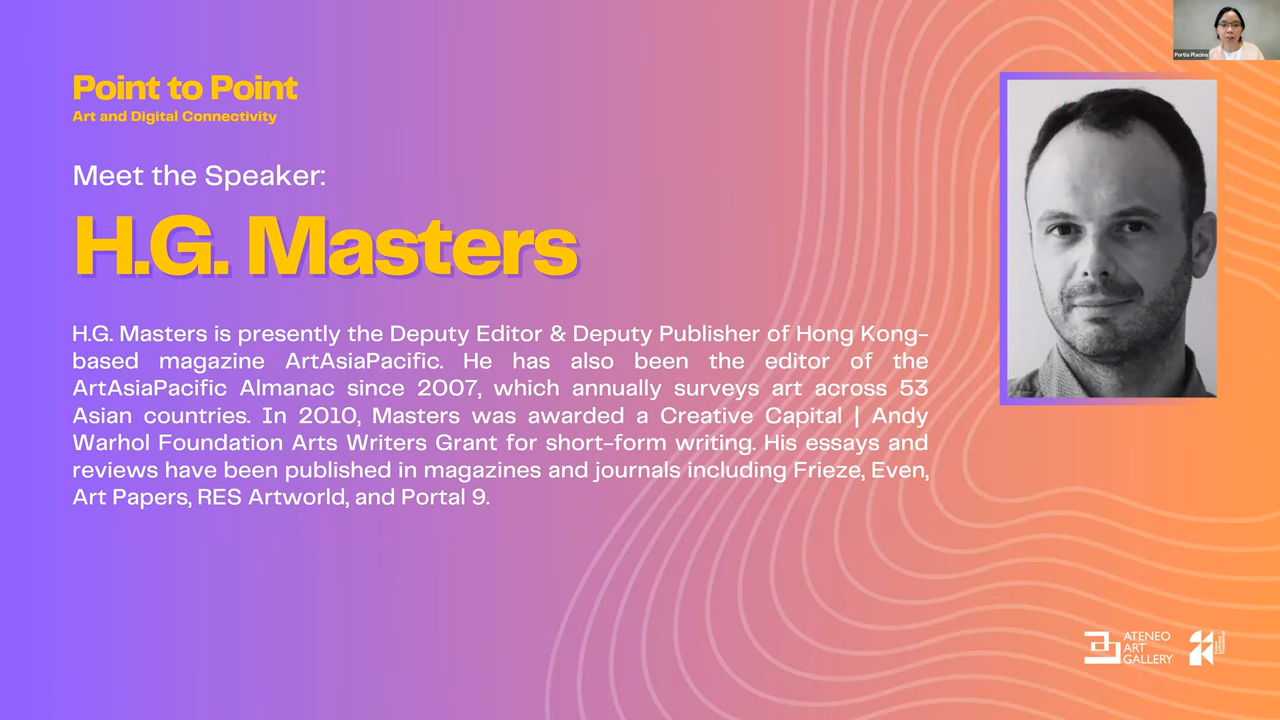 Portia Placino
Point to Point
Art and Digital Connectivity
Meet the Speaker:
H.G. Masters
H.G. Masters is presently the Deputy Editor & Deputy Publisher of Hong Kong-
based magazine ArtAsiaPacific. He has also been the editor of the
ArtAsiaPacific Almanac since 2007, which annually surveys art across 53
Asian countries. In 2010, Masters was awarded a Creative Capital | Andy
Warhol Foundation Arts Writers Grant for short-form writing. His essays and
reviews have been published in magazines and journals including Frieze, Even,
Art Papers, RES Artworld, and Portal 9.
ATENEO
ART
GALLERY